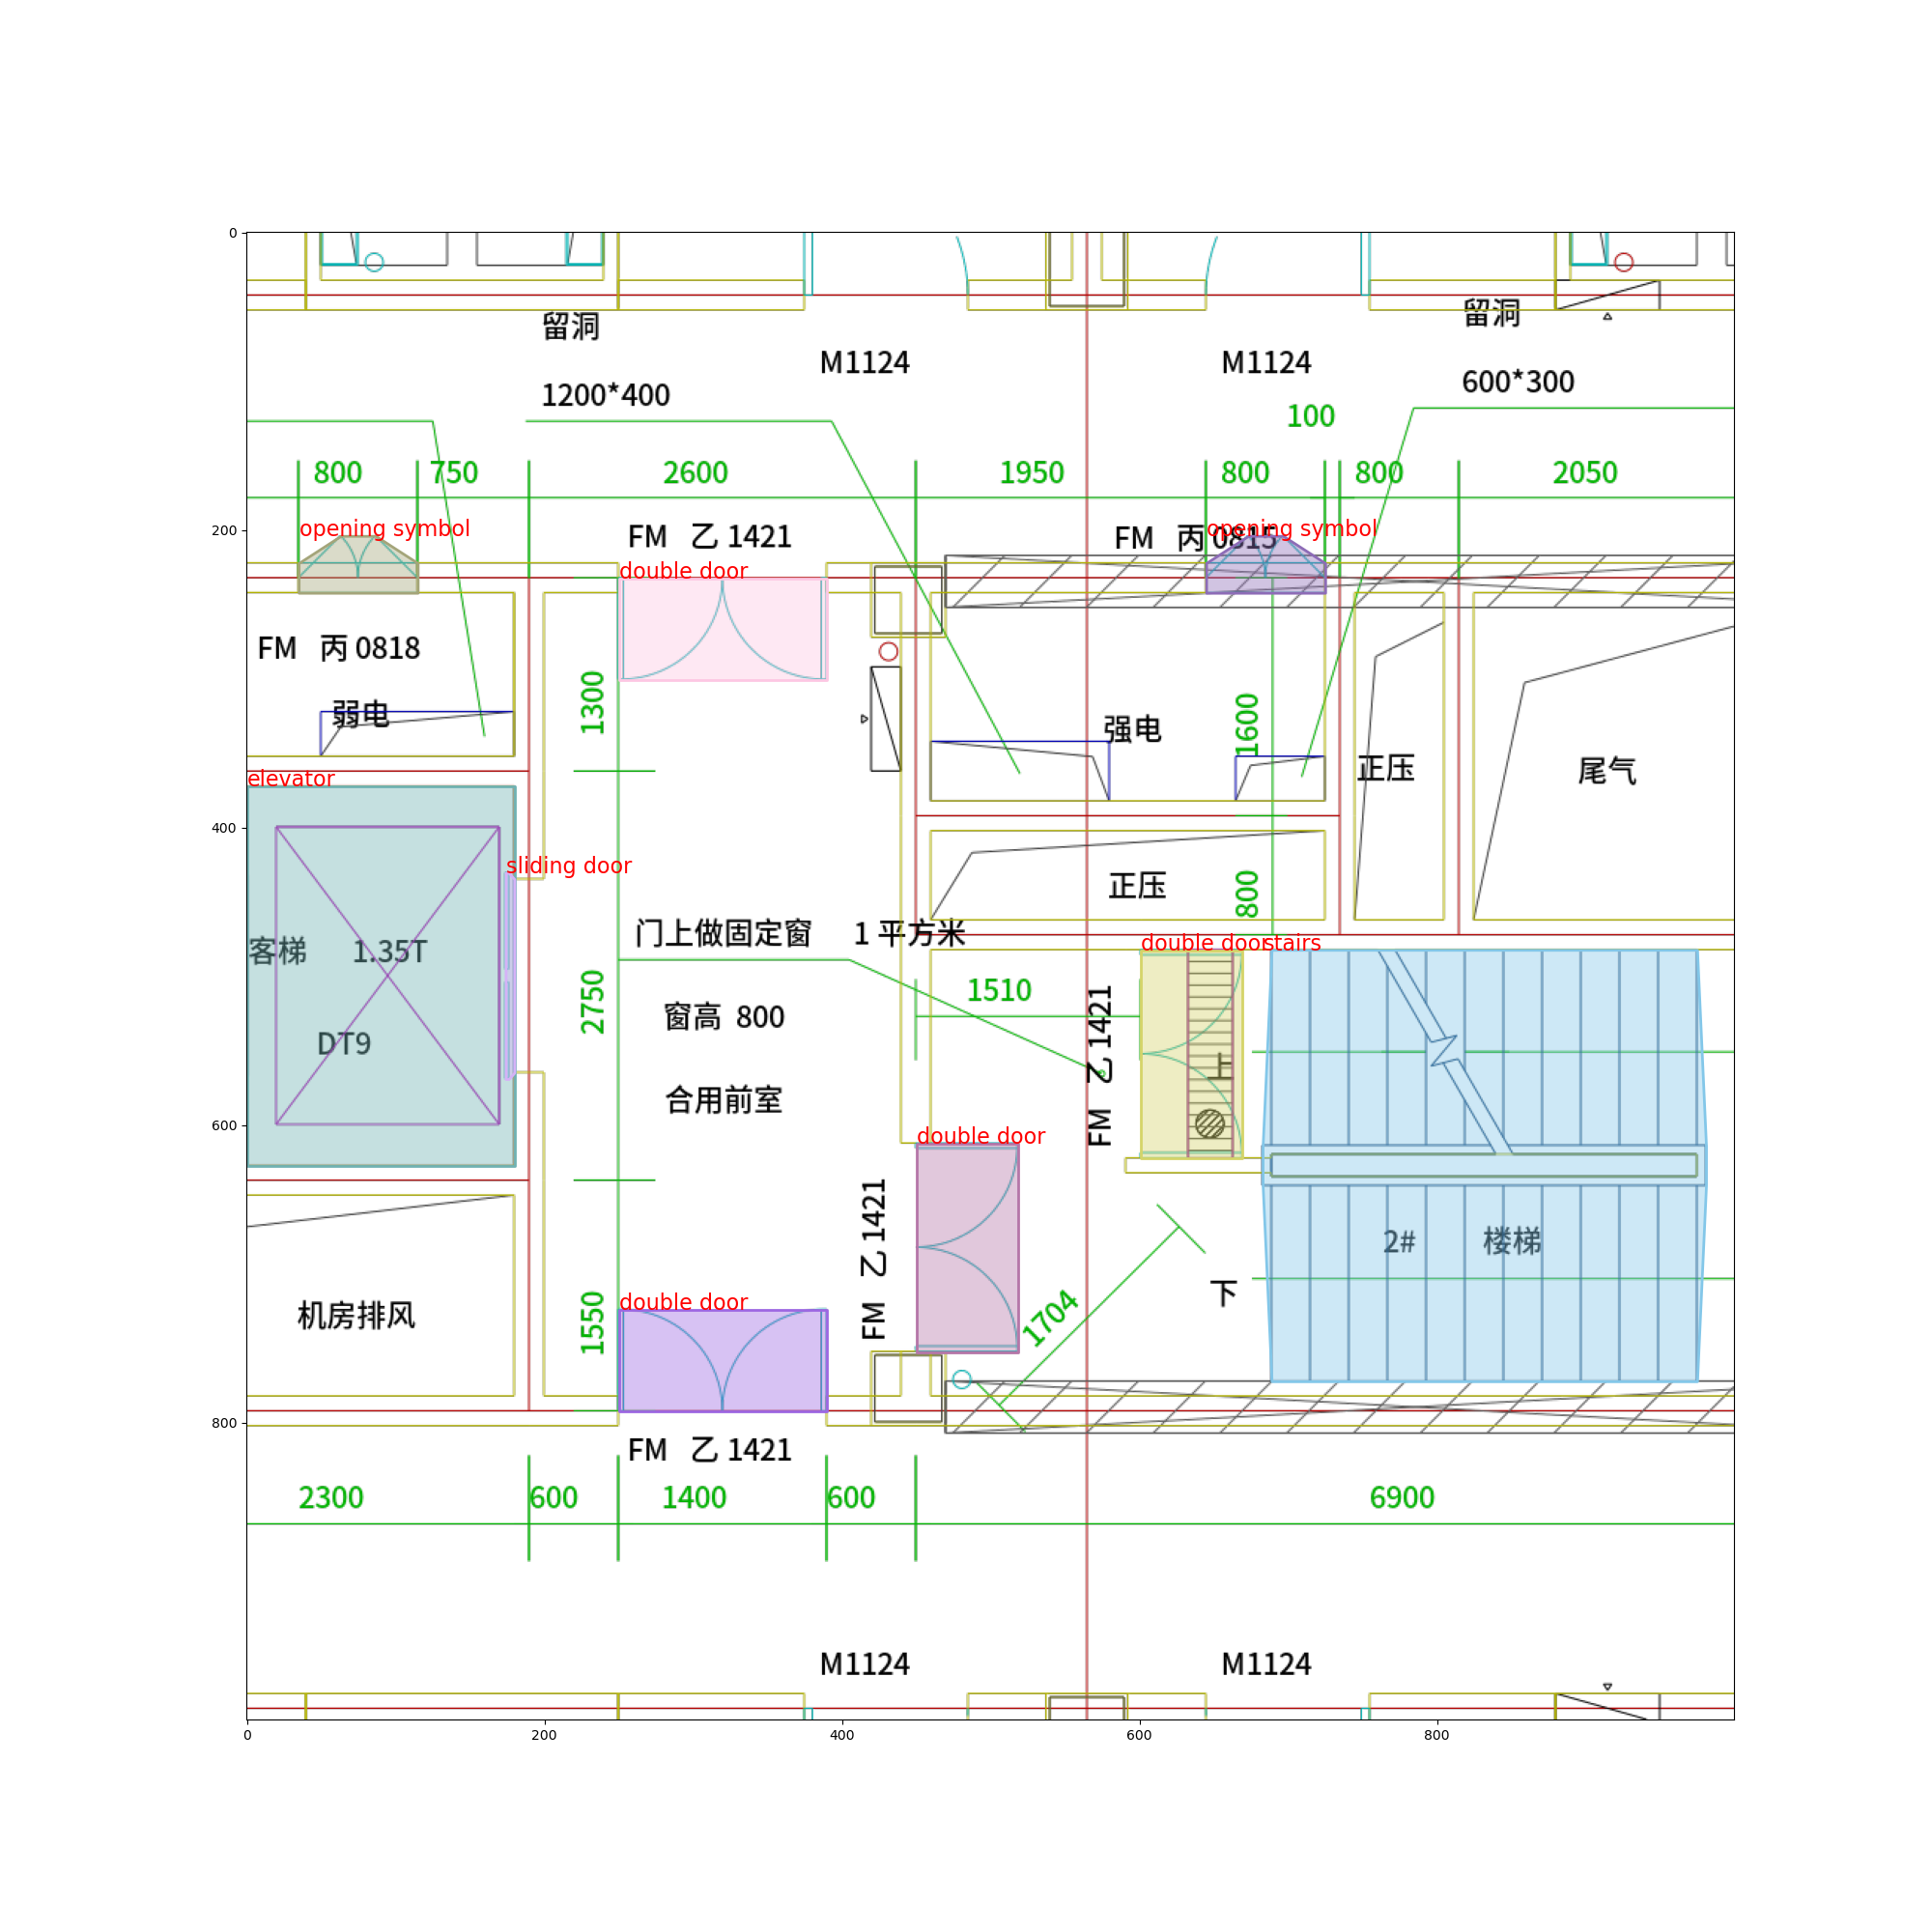 0
留洞
留洞
M1124
M1124
600*300
1200*400
100
800
750
2600
1950
800
800
2050
200
opening symbol
opening symbol
FM 乙 1421
FM 丙 0815
double door
FM 丙 0818
1300
弱电
强电
1600
正压
尾气
elevator
400
sliding door
正压
800
门上做固定窗 1 平方米
客梯 1.35T
double door
stairs
1510
2750
窗高 800
FM 乙 1421
上
DT9
合用前室
600
double door
2#
楼梯
FM 乙 1421
下
1704
机房排风
double door
1550
800
FM 乙 1421
2300
600
1400
600
6900
M1124
M1124
0
200
400
600
800